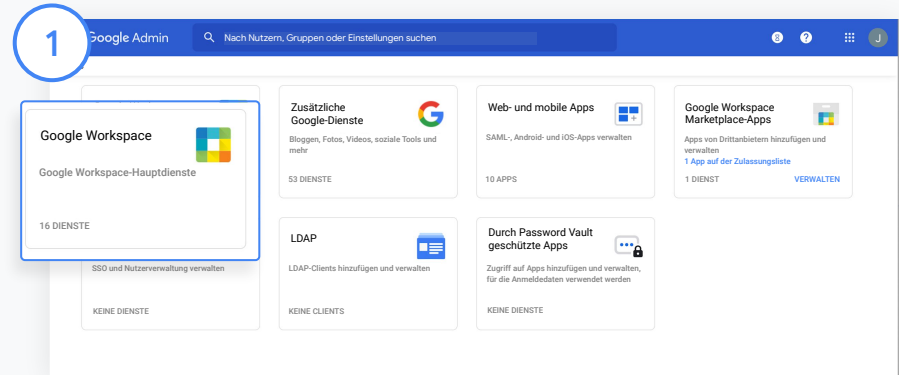 1
Google Admin
Nach Nutzern, Gruppen oder Einstellungen suchen
8
?
J
Google Workspace
Google Workspace-Hauptdienste
16 DIENSTE
Zusätzliche
Google-Dienste
Bloggen, Fotos, Videos, soziale Tools und
mehr
53 DIENSTE
Web- und mobile Apps
SAML-, Android- und iOS-Apps verwalten
10 APPS
Google Workspace
Marketplace-Apps
Apps von Drittanbietern hinzufügen und
verwalten
1 App auf der Zulassungsliste
1 DIENST VERWALTEN
SSO und Nutzerverwaltung verwalten
KEINE DIENSTE
LDAP
LDAP-Clients hinzufügen und verwalten
KEINE CLIENTS
Durch Password Vault
geschützte Apps
Zugriff auf Apps hinzufügen und verwalten,
für die Anmeldedaten verwendet werden
KEINE DIENSTE